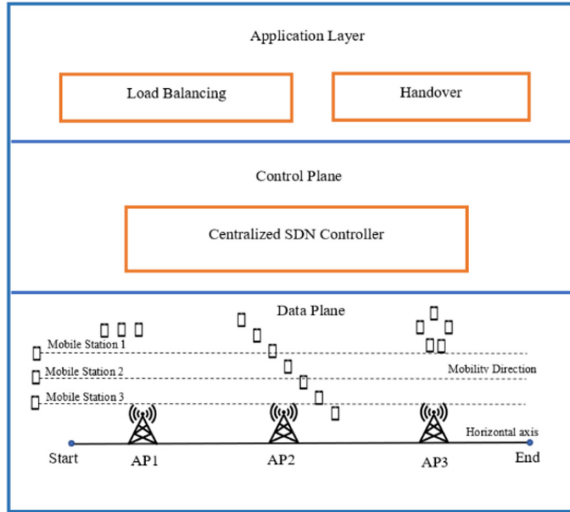 Application Layer
Load Balancing
Handover
Control Plane
Centralized SDN Controller
Data Plane
Mobile Station 1
Mobile Station 2
Mobility Direction
Mobile Station 3
Horizontal axis
Start
AP1
AP2
AP3
End